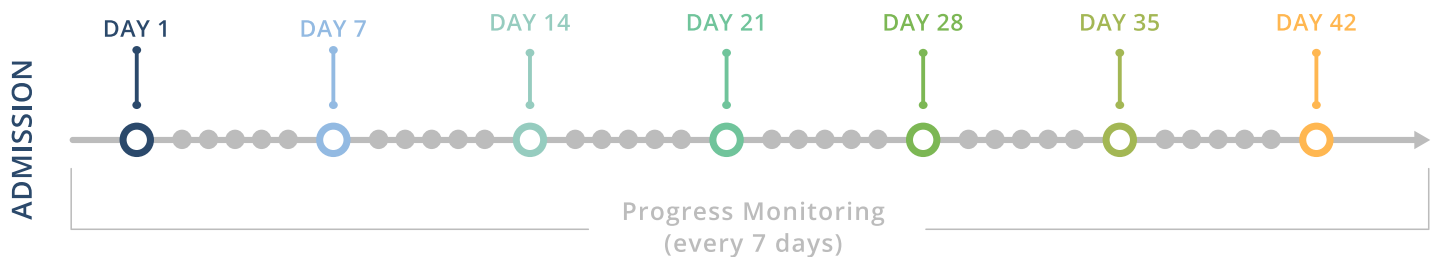 ADMISSION
DAY 1
DAY 7
DAY 14
DAY 21
DAY 28
DAY 35
DAY 42
Progress Monitoring
(every 7 days)